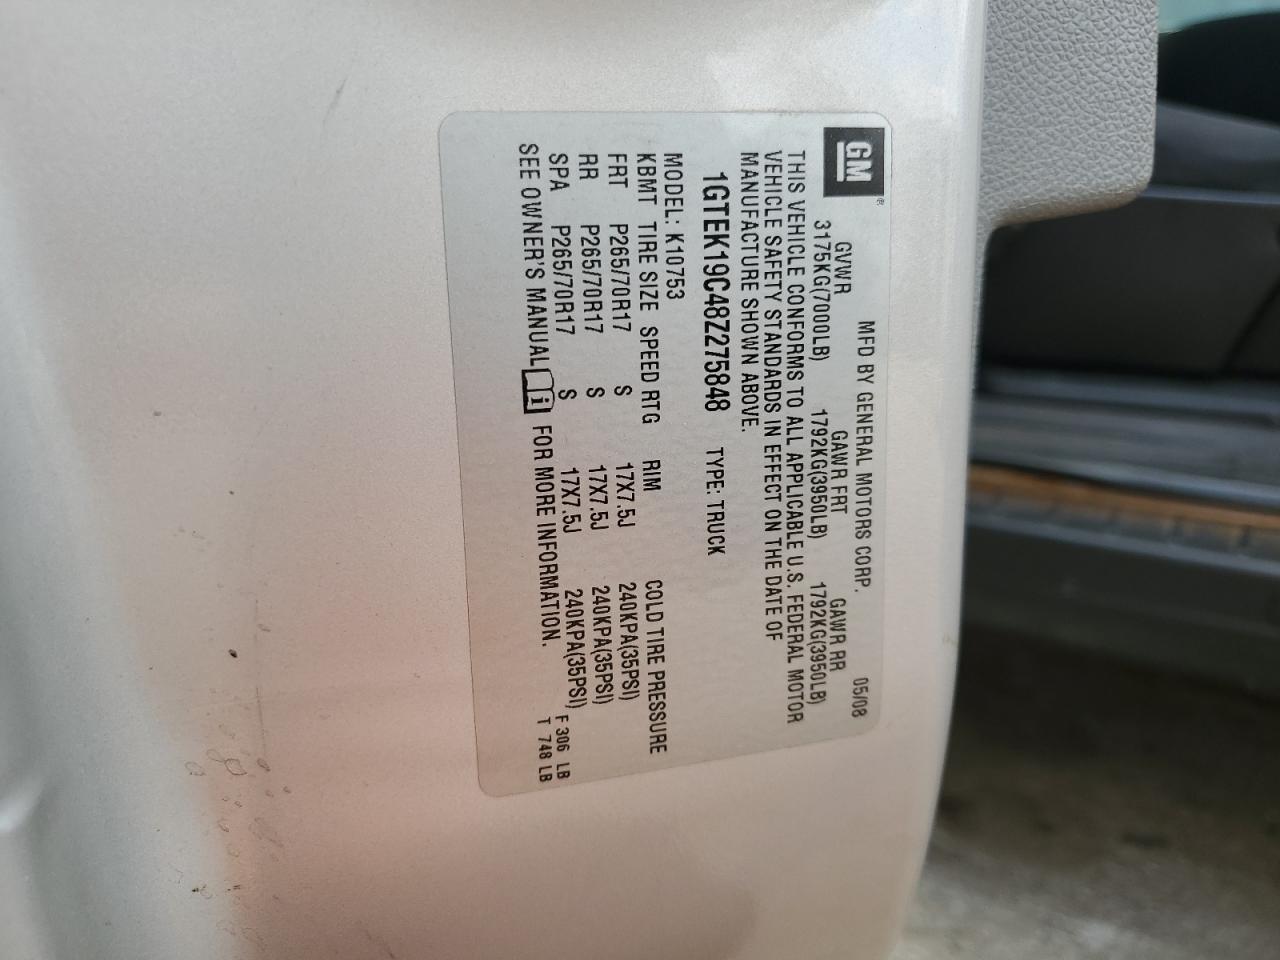 GM®
MFD BY GENERAL MOTORS CORP. 05/08
GVWR GAWR FRT GAWR RR
3175KG(7000LB) 1792KG(3950LB) 1792KG(3950LB)
THIS VEHICLE CONFORMS TO ALL APPLICABLE U.S. FEDERAL MOTOR
VEHICLE SAFETY STANDARDS IN EFFECT ON THE DATE OF
MANUFACTURE SHOWN ABOVE.
1GTEK19C48Z275848 TYPE: TRUCK
MODEL: K10753
KBMT TIRE SIZE SPEED RTG RIM COLD TIRE PRESSURE
FRT P265/70R17 S 17X7.5J 240KPA(35PSI)
RR P265/70R17 S 17X7.5J 240KPA(35PSI)
SPA P265/70R17 S 17X7.5J 240KPA(35PSI)
SEE OWNER'S MANUAL i FOR MORE INFORMATION.
F 306 LB
T 748 LB